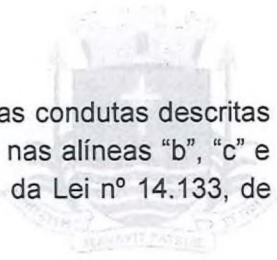 as condutas descritas
nas alíneas “b”, “c” e
da Lei nº 14.133, de